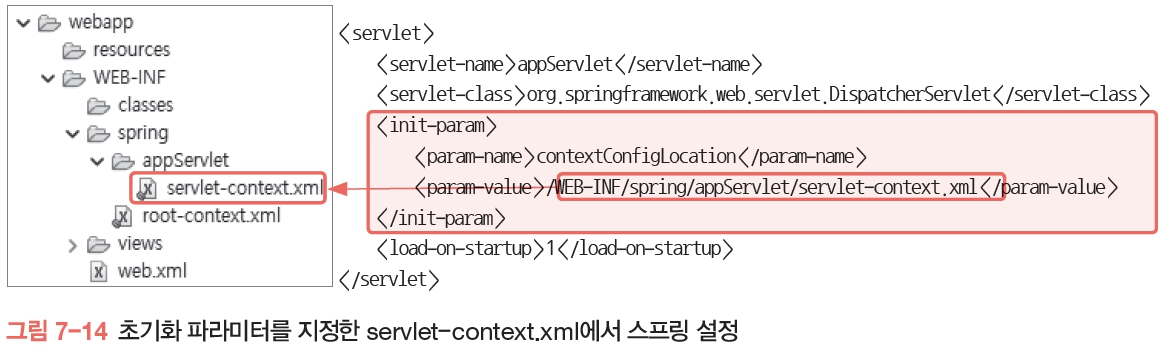 webapp
resources
WEB-INF
classes
spring
appServlet
servlet-context.xml
root-context.xml
views
web.xml
<servlet>
<servlet-name>appServlet</servlet-name>
<servlet-class>org.springframework.web.servlet.DispatcherServlet</servlet-class>
<init-param>
<param-name>contextConfigLocation</param-name>
<param-value>/WEB-INF/spring/appServlet/servlet-context.xml</param-value>
</init-param>
<load-on-startup>1</load-on-startup>
</servlet>
그림 7-14 초기화 파라미터를 지정한 servlet-context.xml에서 스프링 설정